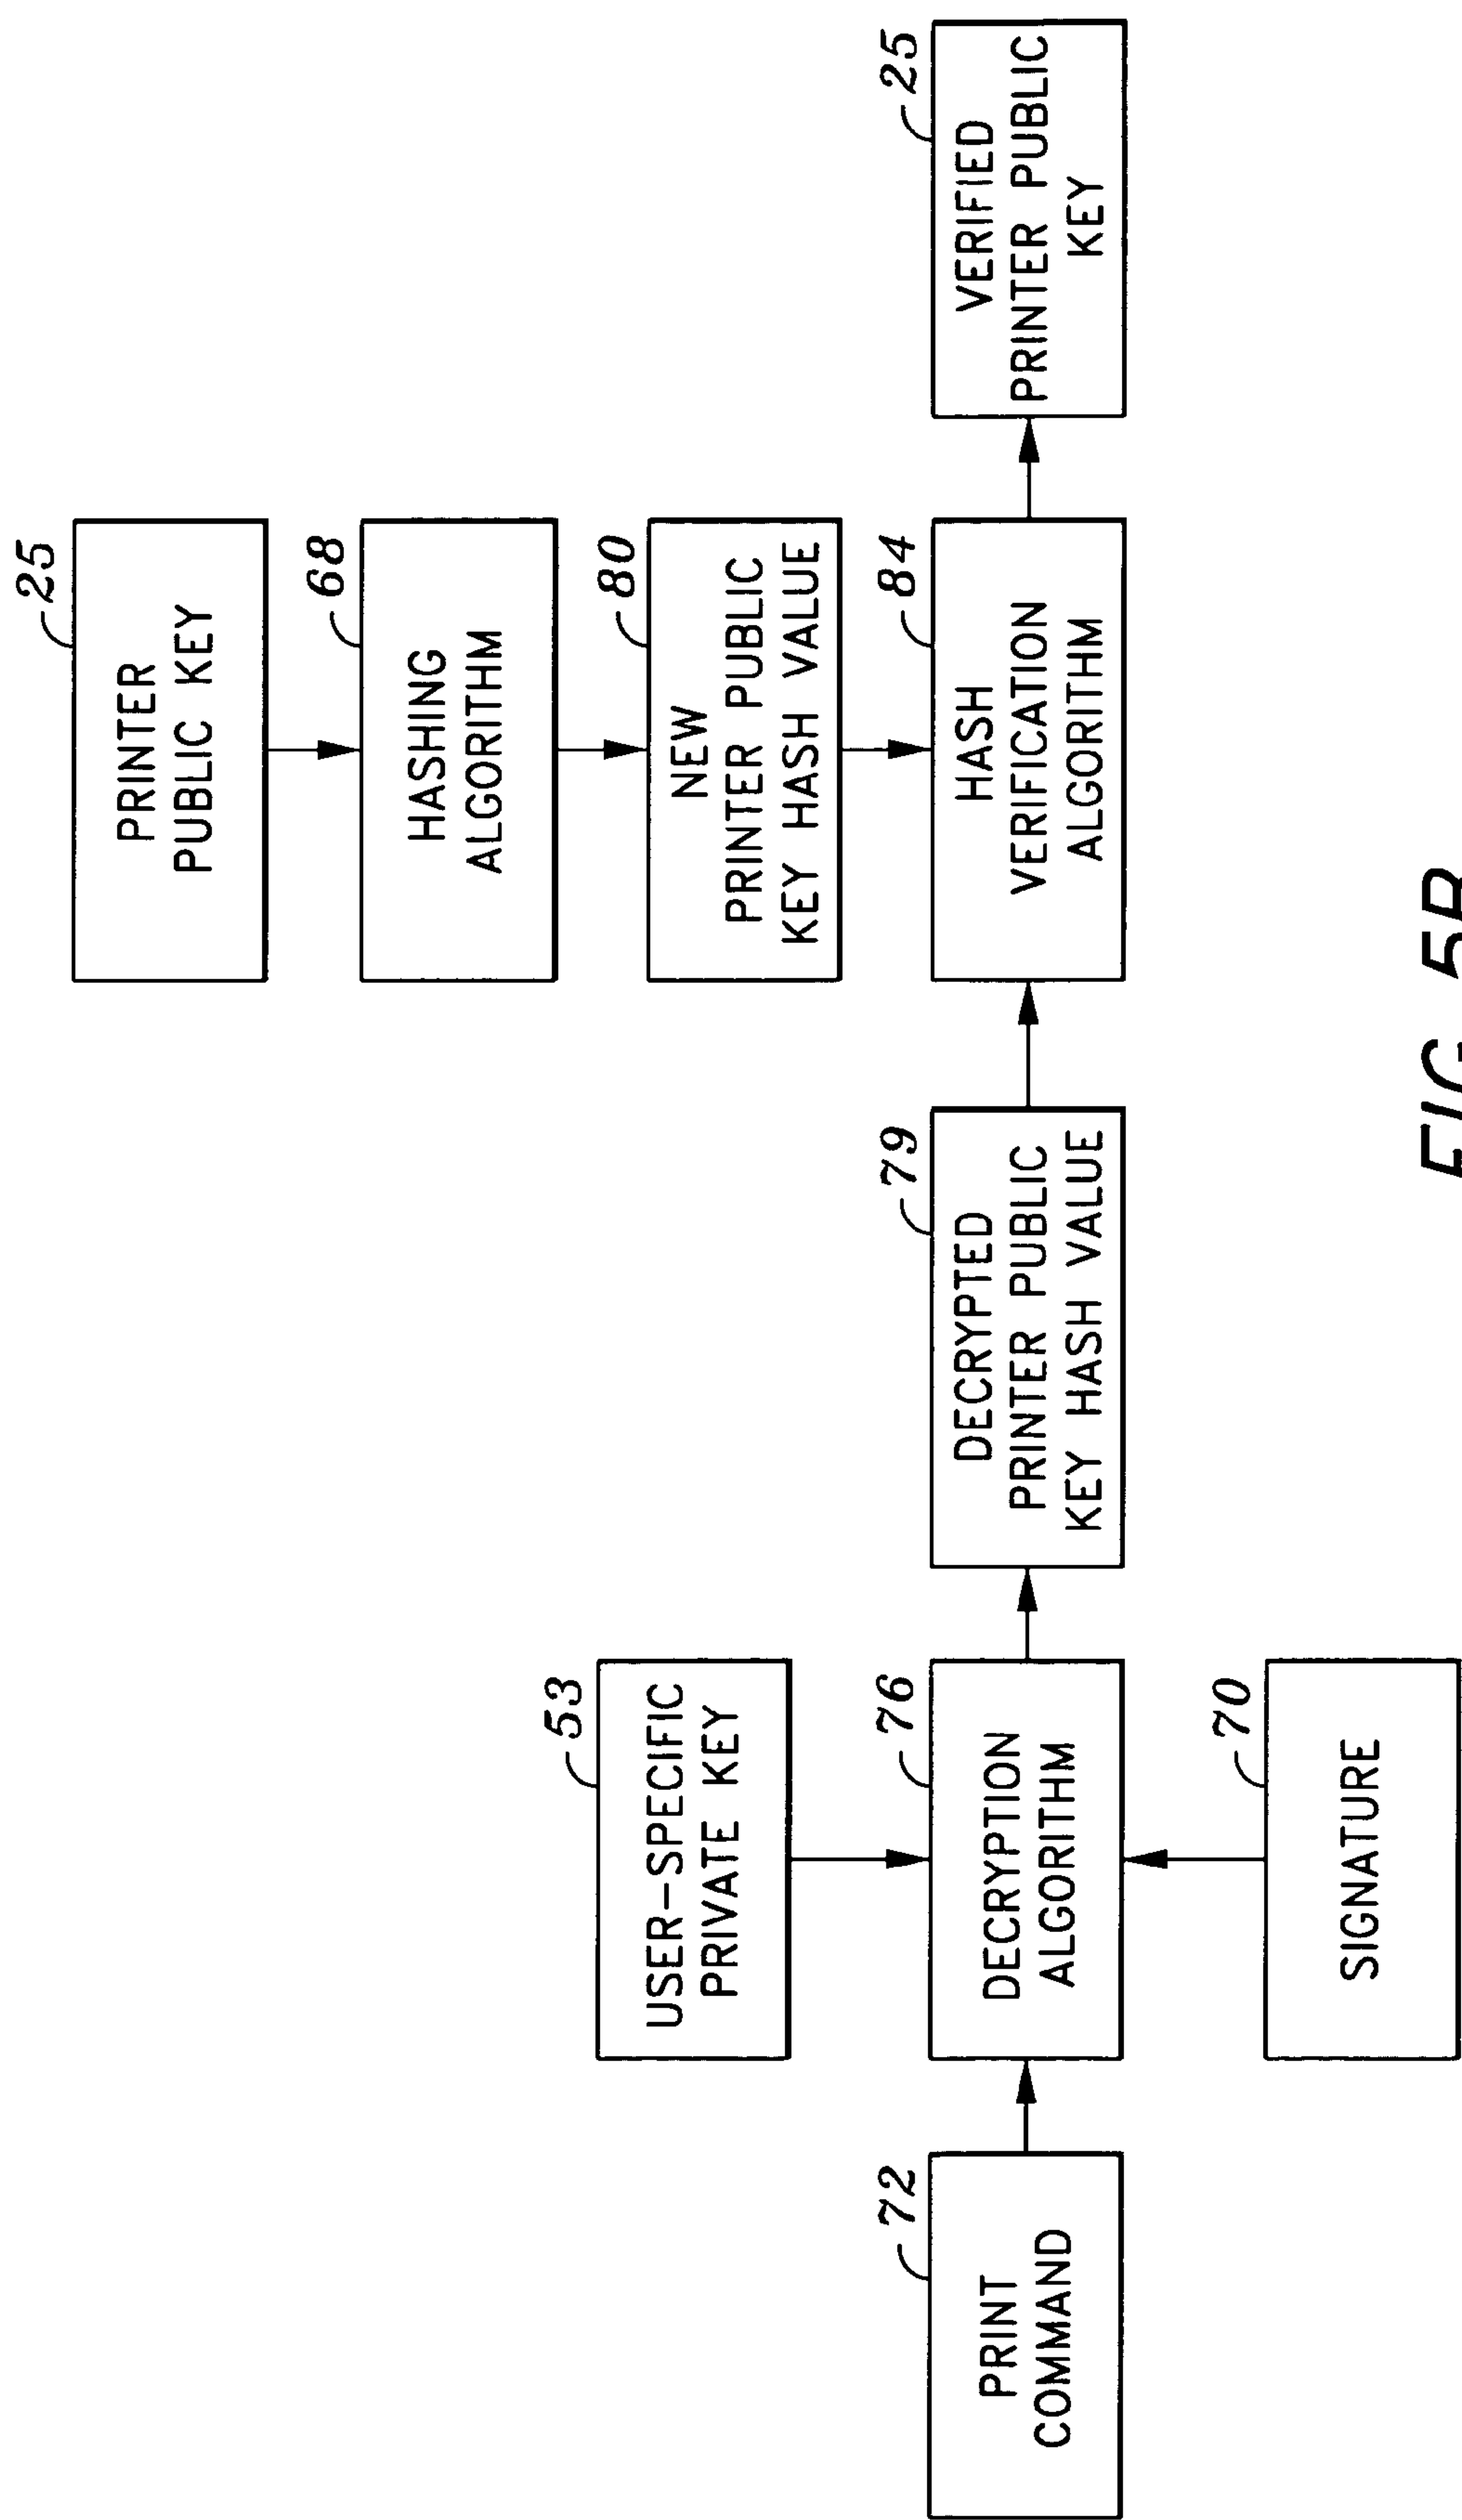 25
PRINTER
PUBLIC KEY
68
HASHING
ALGORITHM
80
NEW
PRINTER PUBLIC
KEY HASH VALUE
53
USER-SPECIFIC
PRIVATE KEY
72
PRINT
COMMAND
76
DECRYPTION
ALGORITHM
79
DECRYPTED
PRINTER PUBLIC
KEY HASH VALUE
84
HASH
VERIFICATION
ALGORITHM
25
VERIFIED
PRINTER PUBLIC
KEY
70
SIGNATURE
FIG.